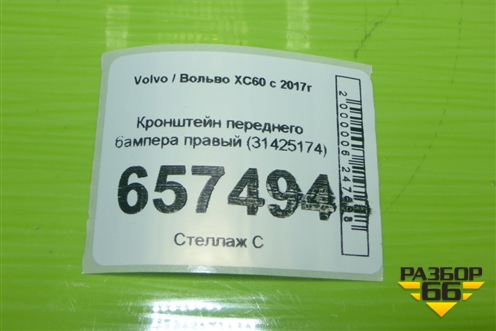 Volvo / Вольво XC60 с 2017г
Кронштейн переднего
бампера правый (31425174)
657494
Стеллаж С
РАЗБОР
66